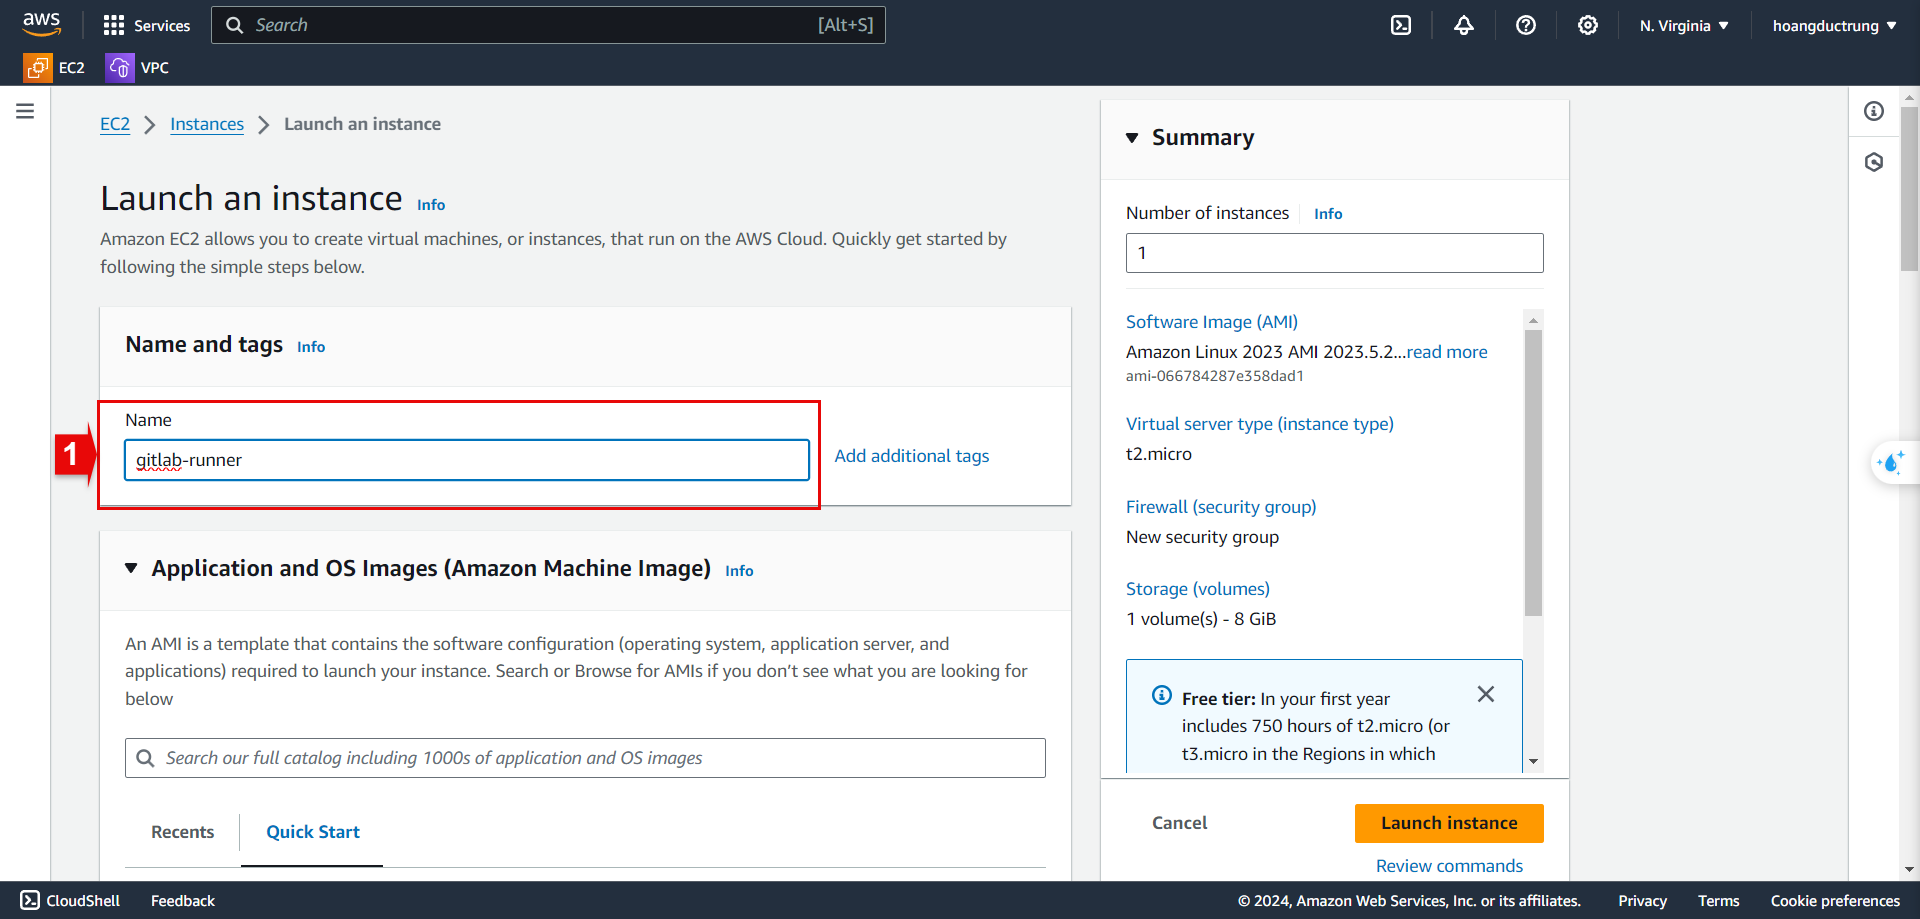 aws
Services
Search
[Alt+S]
N. Virginia
hoangductrung
EC2
VPC
EC2
Instances
Launch an instance
Launch an instance
Info
Amazon EC2 allows you to create virtual machines, or instances, that run on the AWS Cloud. Quickly get started by
following the simple steps below.
Name and tags
Info
1
Name
gitlab-runner
Add additional tags
Application and OS Images (Amazon Machine Image)
Info
An AMI is a template that contains the software configuration (operating system, application server, and
applications) required to launch your instance. Search or Browse for AMIs if you don’t see what you are looking for
below
Search our full catalog including 1000s of application and OS images
Recents
Quick Start
Summary
Number of instances
Info
1
Software Image (AMI)
Amazon Linux 2023 AMI 2023.5.2...read more
ami-066784287e358dad1
Virtual server type (instance type)
t2.micro
Firewall (security group)
New security group
Storage (volumes)
1 volume(s) - 8 GiB
Free tier: In your first year
includes 750 hours of t2.micro (or
t3.micro in the Regions in which
Cancel
Launch instance
Review commands
CloudShell
Feedback
© 2024, Amazon Web Services, Inc. or its affiliates.
Privacy
Terms
Cookie preferences